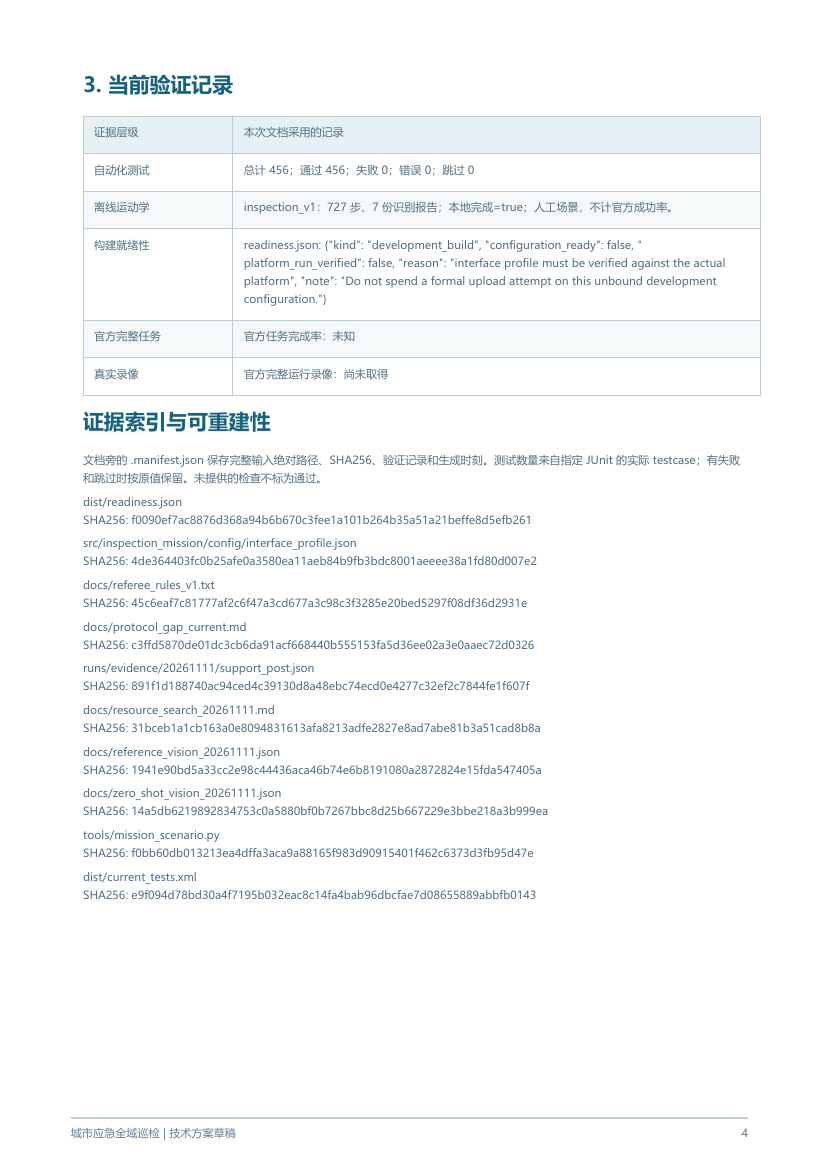 3. 当前验证记录
证据层级
本次文档采用的记录
自动化测试
总计 456；通过 456；失败 0；错误 0；跳过 0
离线运动学
inspection_v1：727 步、7 份识别报告；本地完成=true；人工场景，不计官方成功率。
构建就绪性
readiness.json: {"kind": "development_build", "configuration_ready": false, "
platform_run_verified": false, "reason": "interface profile must be verified against the actual
platform", "note": "Do not spend a formal upload attempt on this unbound development
configuration."}
官方完整任务
官方任务完成率：未知
真实录像
官方完整运行录像：尚未取得
证据索引与可重建性
文档旁的 .manifest.json 保存完整输入绝对路径、SHA256、验证记录和生成时刻。测试数量来自指定 JUnit 的实际 testcase；有失败
和跳过时按原值保留。未提供的检查不标为通过。
dist/readiness.json
SHA256: f0090ef7ac8876d368a94b6b670c3fee1a101b264b35a51a21beffe8d5efb261
src/inspection_mission/config/interface_profile.json
SHA256: 4de364403fc0b25afe0a3580ea11aeb84b9fb3bdc8001aeeee38a1fd80d007e2
docs/referee_rules_v1.txt
SHA256: 45c6eaf7c81777af2c6f47a3cd677a3c98c3f3285e20bed5297f08df36d2931e
docs/protocol_gap_current.md
SHA256: c3ffd5870de01dc3cb6da91acf668440b555153fa5d36ee02a3e0aaec72d0326
runs/evidence/20261111/support_post.json
SHA256: 891f1d188740ac94ced4c39130d8a48ebc74ecd0e4277c32ef2c7844fe1f607f
docs/resource_search_20261111.md
SHA256: 31bceb1a1cb163a0e8094831613afa8213adfe2827e8ad7abe81b3a51cad8b8a
docs/reference_vision_20261111.json
SHA256: 1941e90bd5a33cc2e98c44436aca46b74e6b8191080a2872824e15fda547405a
docs/zero_shot_vision_20261111.json
SHA256: 14a5db6219892834753c0a5880bf0b7267bbc8d25b667229e3bbe218a3b999ea
tools/mission_scenario.py
SHA256: f0bb60db013213ea4dffa3aca9a88165f983d90915401f462c6373d3fb95d47e
dist/current_tests.xml
SHA256: e9f094d78bd30a4f7195b032eac8c14fa4bab96dbcfae7d08655889abbfb0143
城市应急全域巡检 | 技术方案草稿
4